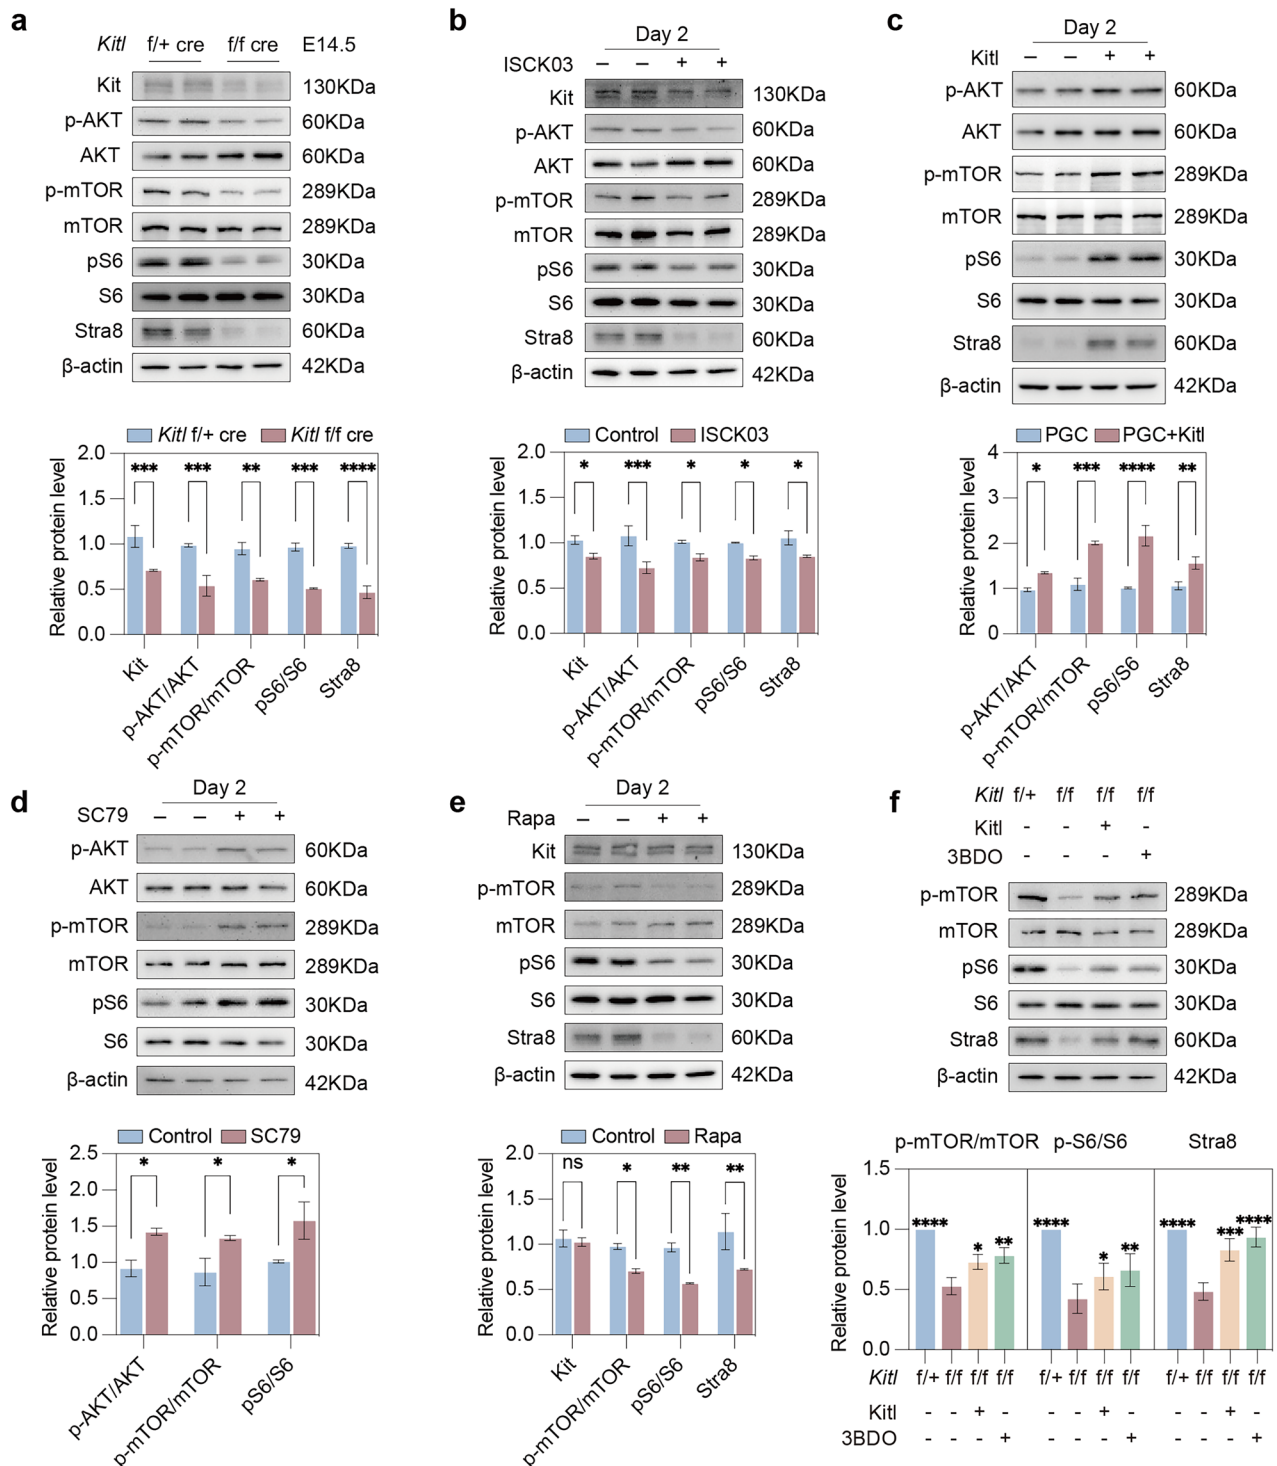 a
Kitl f/+ cre f/f cre E14.5
Kit 130KDa
p-AKT 60KDa
AKT 60KDa
p-mTOR 289KDa
mTOR 289KDa
pS6 30KDa
S6 30KDa
Stra8 60KDa
β-actin 42KDa
Kitl f/+ cre Kitl f/f cre
Relative protein level
2.0
1.5
1.0
0.5
0.0
*** *** ** *** ****
Kit p-AKT/AKT p-mTOR/mTOR pS6/S6 Stra8
b
Day 2
ISCK03 – – + +
Kit 130KDa
p-AKT 60KDa
AKT 60KDa
p-mTOR 289KDa
mTOR 289KDa
pS6 30KDa
S6 30KDa
Stra8 60KDa
β-actin 42KDa
Control ISCK03
Relative protein level
2.0
1.5
1.0
0.5
0.0
* *** * * *
Kit p-AKT/AKT p-mTOR/mTOR pS6/S6 Stra8
c
Day 2
Kitl – – + +
p-AKT 60KDa
AKT 60KDa
p-mTOR 289KDa
mTOR 289KDa
pS6 30KDa
S6 30KDa
Stra8 60KDa
β-actin 42KDa
PGC PGC+Kitl
Relative protein level
4
3
2
1
0
* *** **** **
p-AKT/AKT p-mTOR/mTOR pS6/S6 Stra8
d
Day 2
SC79 – – + +
p-AKT 60KDa
AKT 60KDa
p-mTOR 289KDa
mTOR 289KDa
pS6 30KDa
S6 30KDa
β-actin 42KDa
Control SC79
Relative protein level
2.5
2.0
1.5
1.0
0.5
0.0
* * *
p-AKT/AKT p-mTOR/mTOR pS6/S6
e
Day 2
Rapa – – + +
Kit 130KDa
p-mTOR 289KDa
mTOR 289KDa
pS6 30KDa
S6 30KDa
Stra8 60KDa
β-actin 42KDa
Control Rapa
Relative protein level
2.0
1.5
1.0
0.5
0.0
ns * ** **
Kit p-mTOR/mTOR pS6/S6 Stra8
f
Kitl f/+ f/f f/f f/f
Kitl - - + -
3BDO - - - +
p-mTOR 289KDa
mTOR 289KDa
pS6 30KDa
S6 30KDa
Stra8 60KDa
β-actin 42KDa
p-mTOR/mTOR p-S6/S6 Stra8
Relative protein level
1.5
1.0
0.5
0.0
**** * ** **** * ** **** *** ****
Kitl f/+ f/f f/f f/f f/+ f/f f/f f/f f/+ f/f f/f f/f
Kitl - - + - - - + - - - + -
3BDO - - - + - - - + - - - +